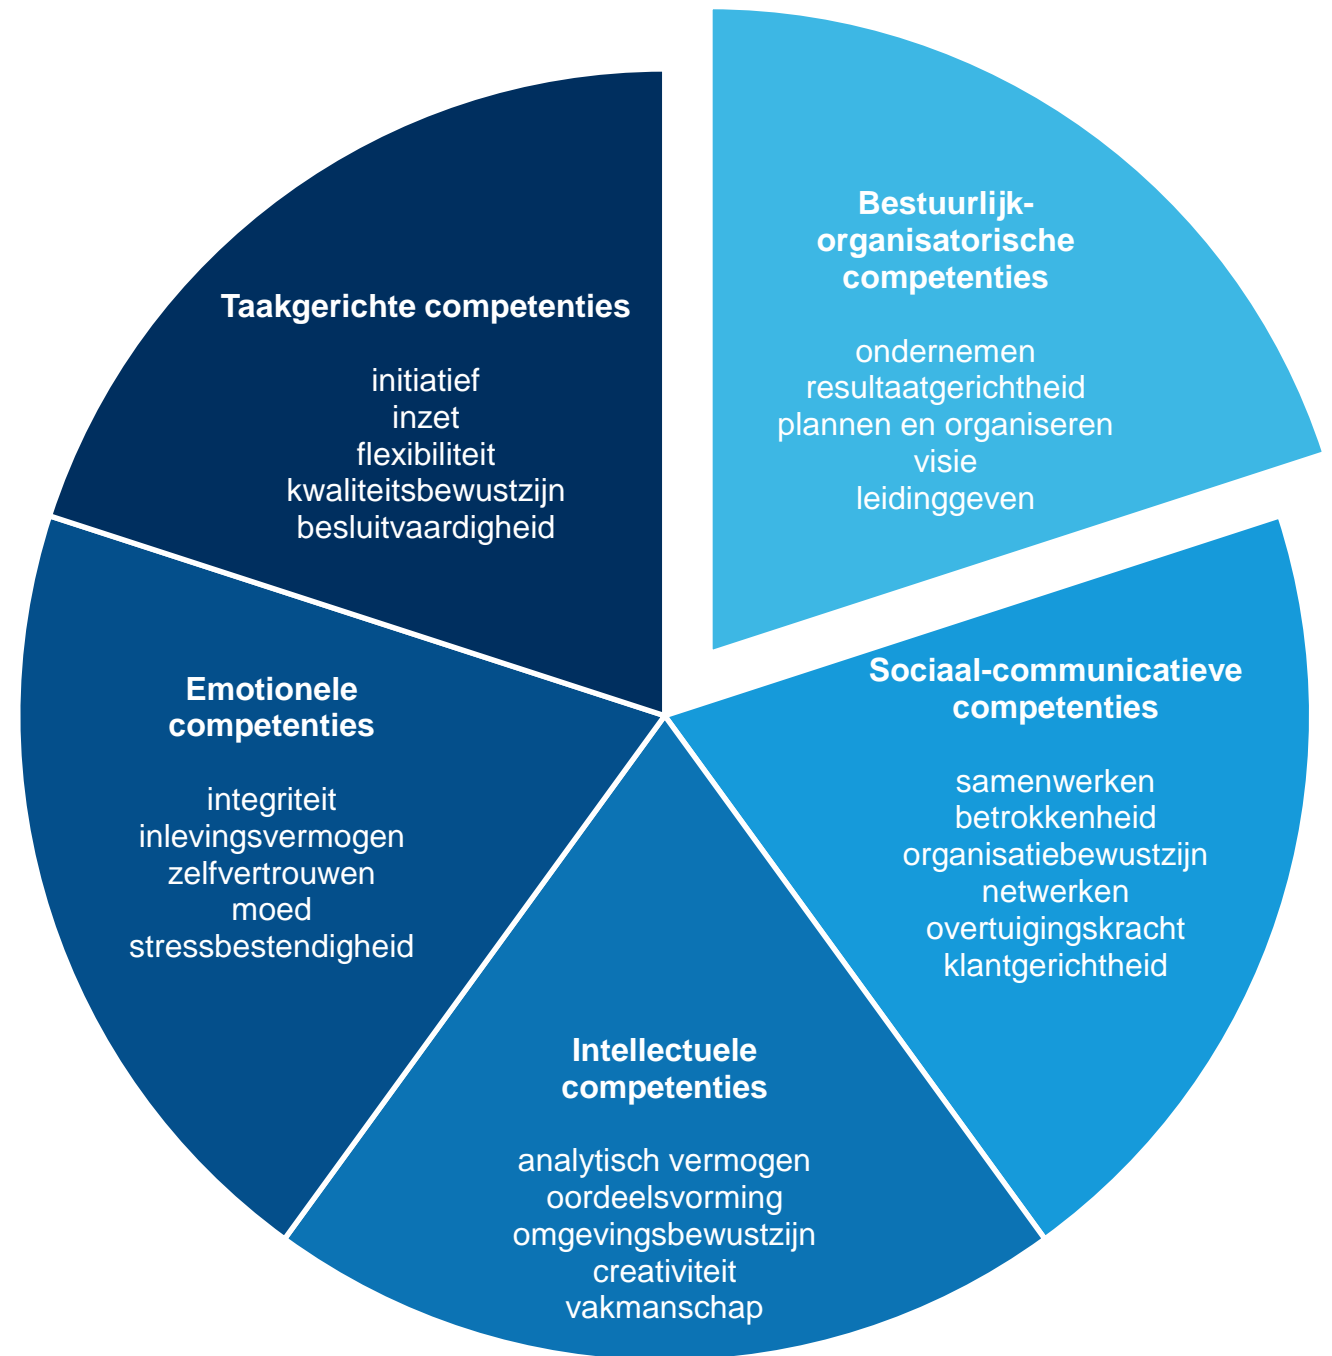 Bestuurlijk-
organisatorische
competenties
ondernemen
resultaatgerichtheid
plannen en organiseren
visie
leidinggeven
Sociaal-communicatieve
competenties
samenwerken
betrokkenheid
organisatiebewustzijn
netwerken
overtuigingskracht
klantgerichtheid
Intellectuele
competenties
analytisch vermogen
oordeelsvorming
omgevingsbewustzijn
creativiteit
vakmanschap
Emotionele
competenties
integriteit
inlevingsvermogen
zelfvertrouwen
moed
stressbestendigheid
Taakgerichte competenties
initiatief
inzet
flexibiliteit
kwaliteitsbewustzijn
besluitvaardigheid